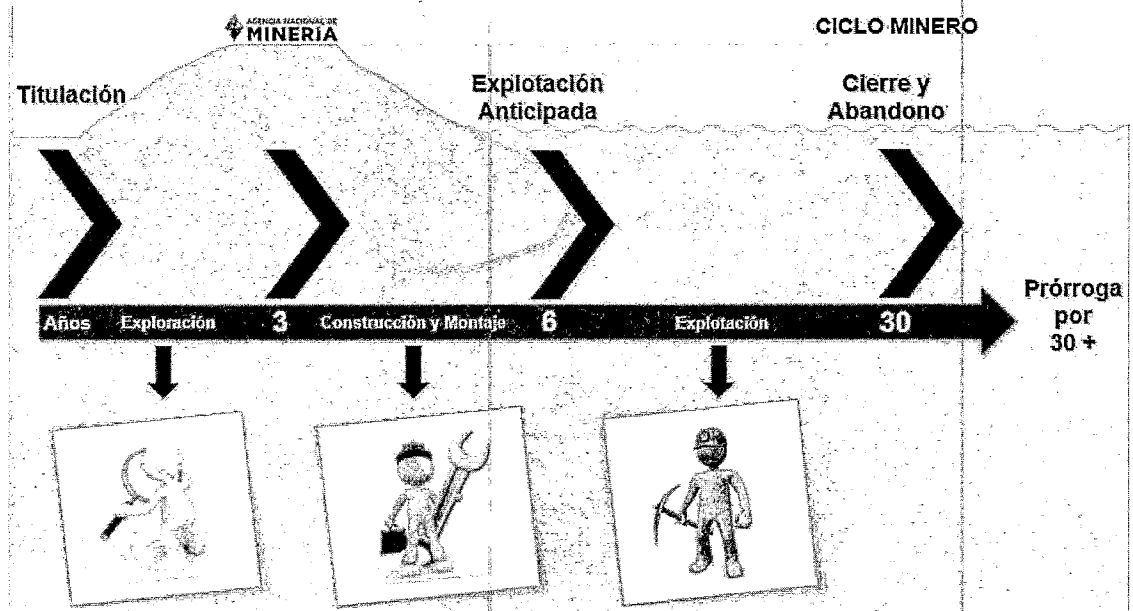 AGENCIA NACIONAL DE
MINERÍA
CICLO MINERO
Titulación
Explotación
Anticipada
Cierre y
Abandono
Años Exploración 3 Construcción y Montaje 6 Explotación 30
Prórroga
por
30 +